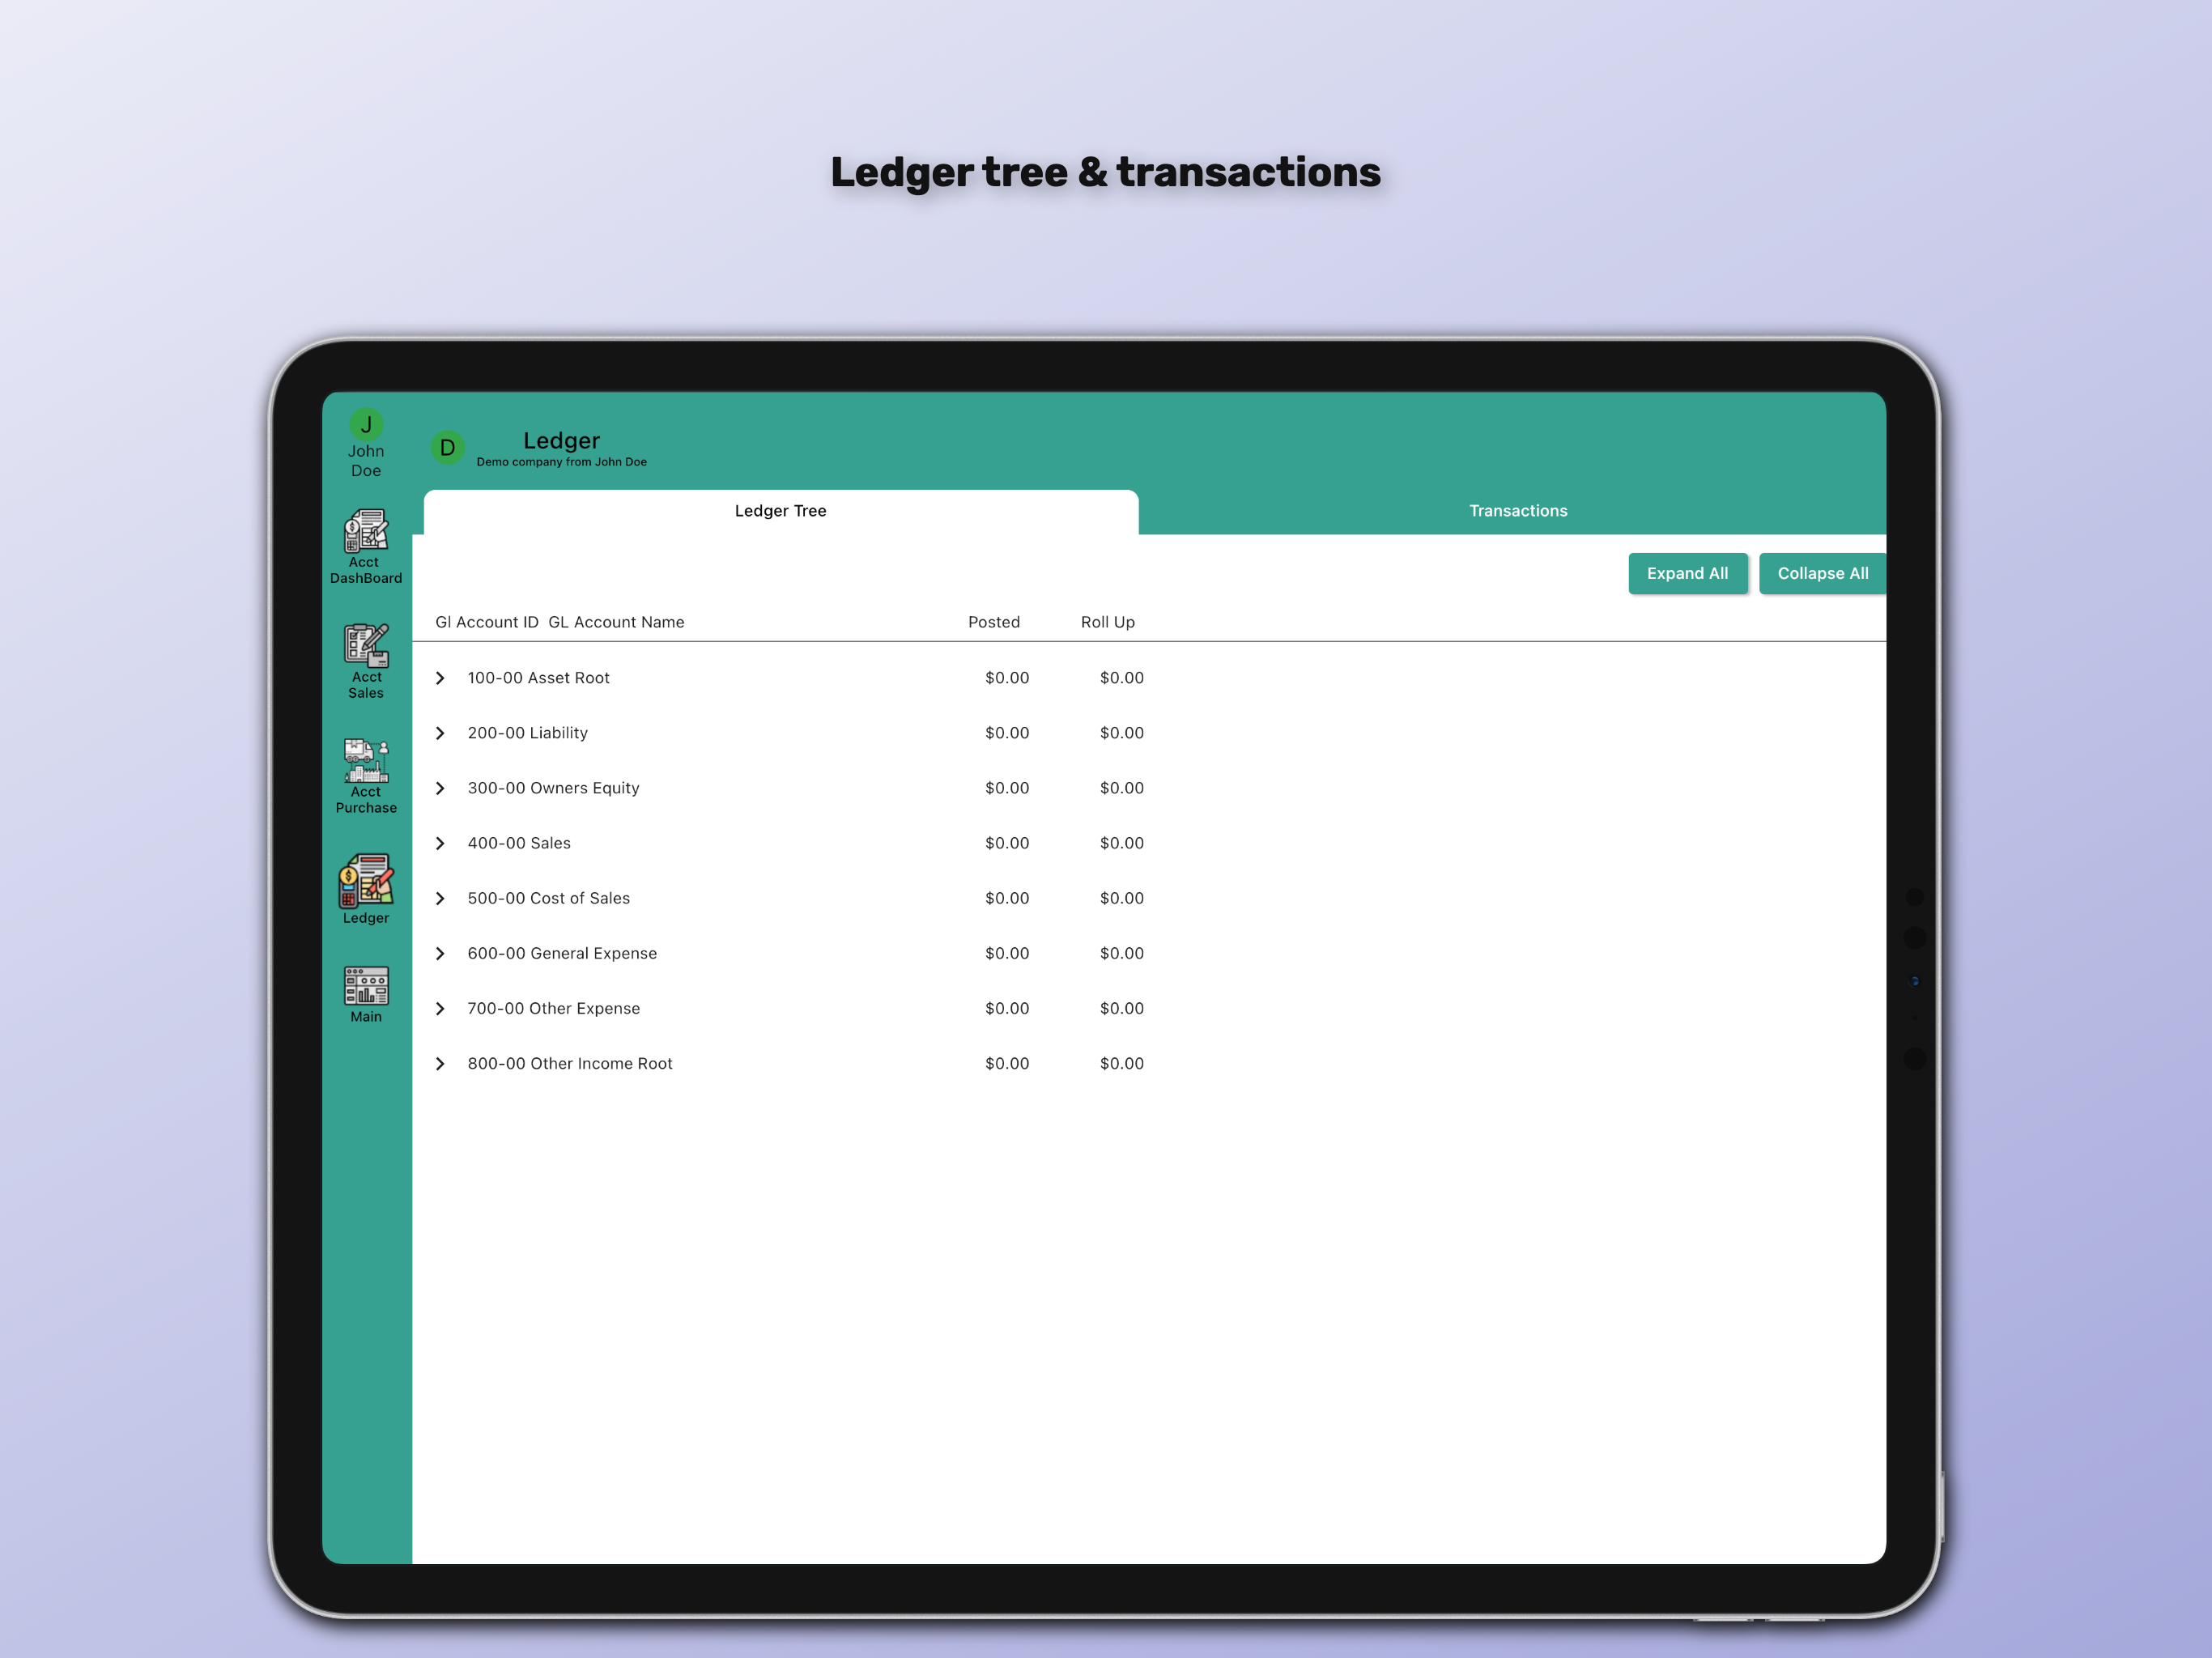 Ledger tree & transactions
J
John
Doe
D
Ledger
Demo company from John Doe
Acct
DashBoard
Acct
Sales
Acct
Purchase
Ledger
Main
Ledger Tree
Transactions
Expand All
Collapse All
Gl Account ID GL Account Name Posted Roll Up
100-00 Asset Root $0.00 $0.00
200-00 Liability $0.00 $0.00
300-00 Owners Equity $0.00 $0.00
400-00 Sales $0.00 $0.00
500-00 Cost of Sales $0.00 $0.00
600-00 General Expense $0.00 $0.00
700-00 Other Expense $0.00 $0.00
800-00 Other Income Root $0.00 $0.00